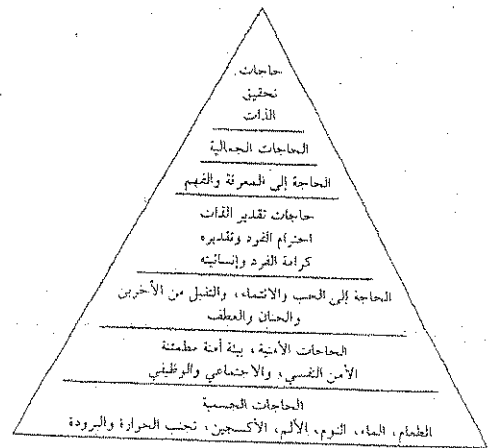 حاجات
تحقيق
الذات
الحاجات الجمالية
الحاجة إلى المعرفة والفهم
حاجات تقدير الذات
احترام الفرد وتقديره
كرامة الفرد وإنسانيته
الحاجة إلى الحب والانتماء، والتقبل من الأخرين
والحنان والعطف
الحاجات الأمنية، بيئة أمنة مطمئنة
الأمن النفسي، والاجتماعي والوظيفي
الحاجات الجسمية
الطعام، الماء، النوم، الألم، الأكسجين، تجنب الحرارة والبرودة